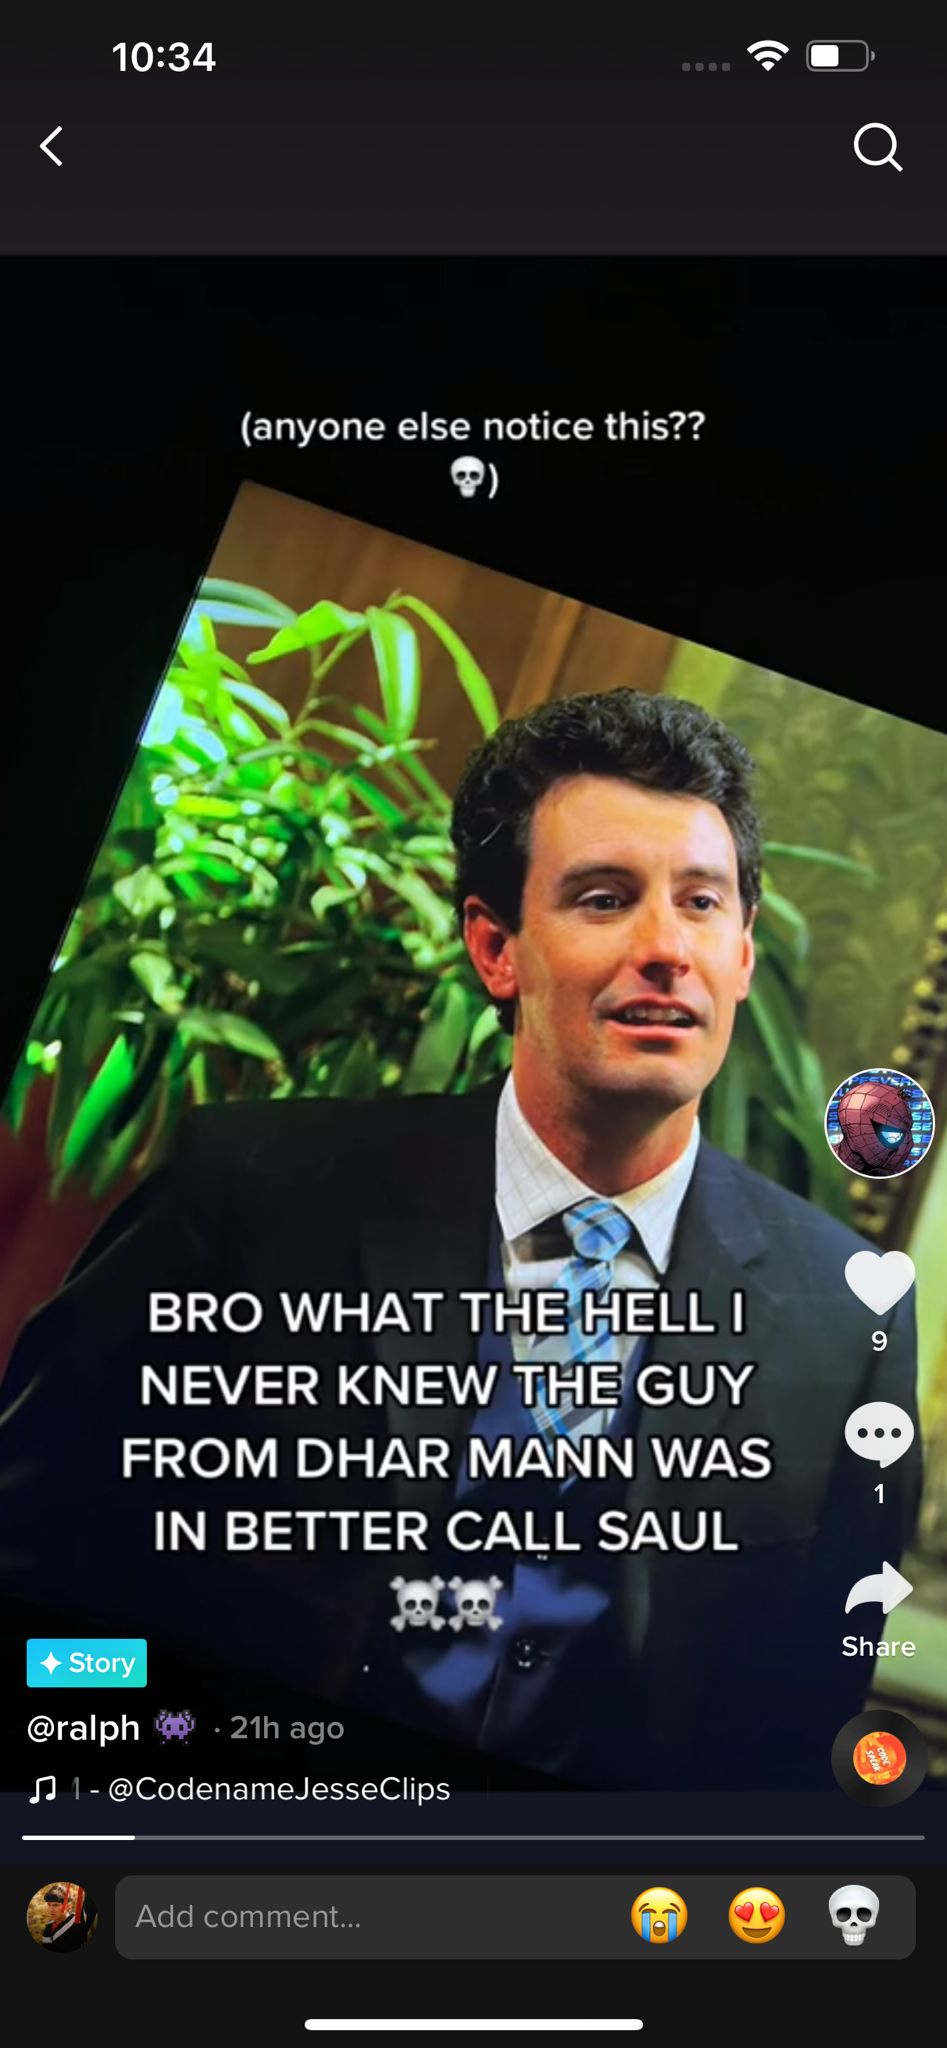 10:34
(anyone else notice this??
💀)
BRO WHAT THE HELL I
NEVER KNEW THE GUY
FROM DHAR MANN WAS
IN BETTER CALL SAUL
☠️☠️
9
1
Share
Story
@ralph 👾 · 21h ago
- @CodenameJesseClips
Add comment...